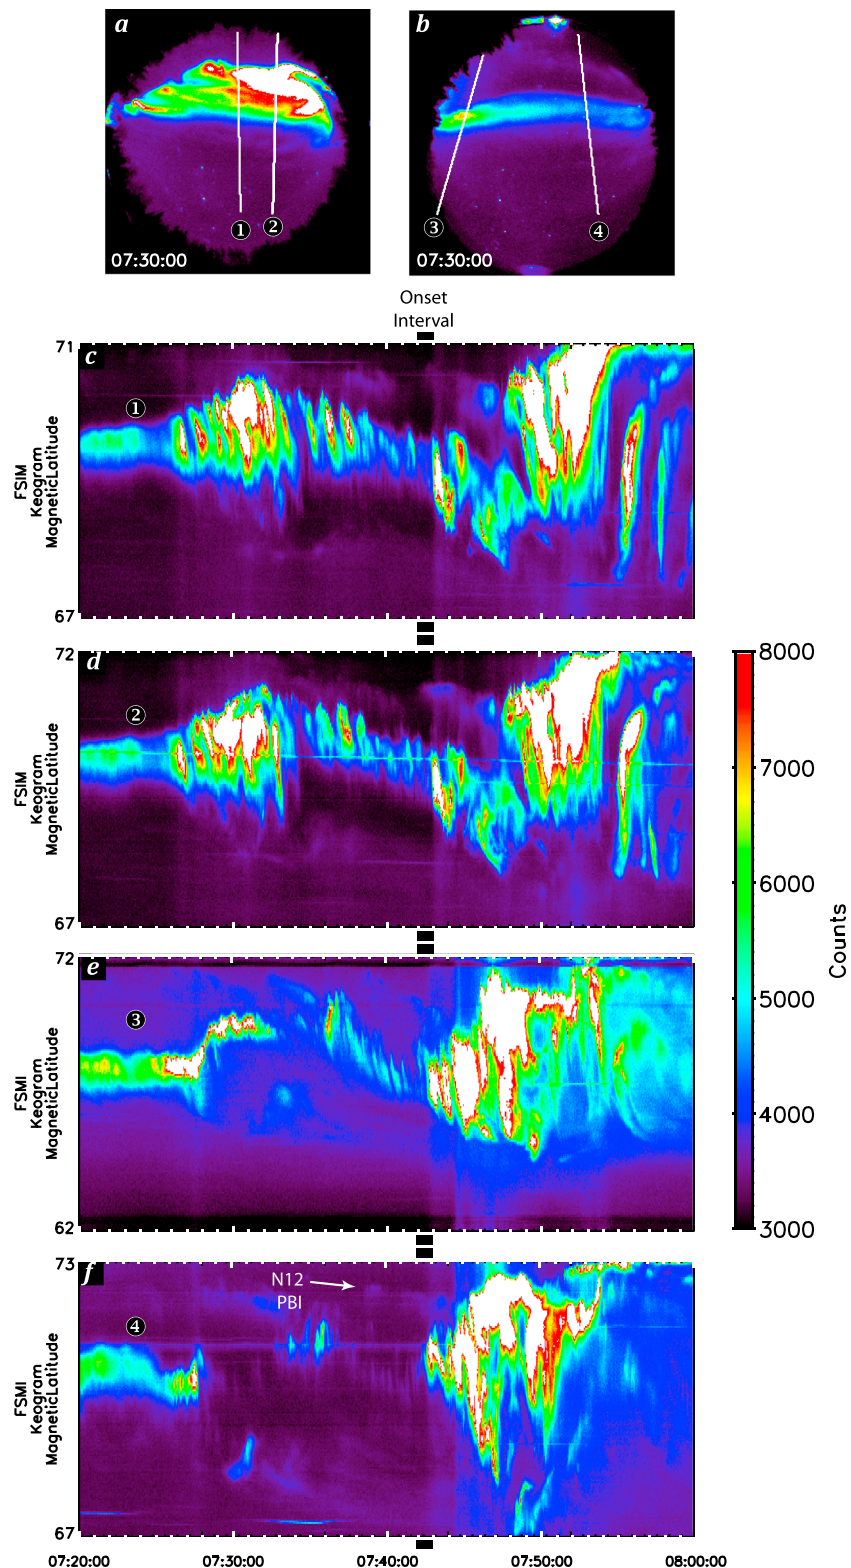 a
b
1
2
3
4
07:30:00
07:30:00
Onset
Interval
71
c
1
FSIM
Keogram
MagneticLatitude
67
72
d
2
FSIM
Keogram
MagneticLatitude
67
8000
7000
6000
5000
4000
3000
Counts
72
e
3
FSMI
Keogram
MagneticLatitude
62
73
f
N12
PBI
4
FSMI
Keogram
MagneticLatitude
67
07:20:00 07:30:00 07:40:00 07:50:00 08:00:00